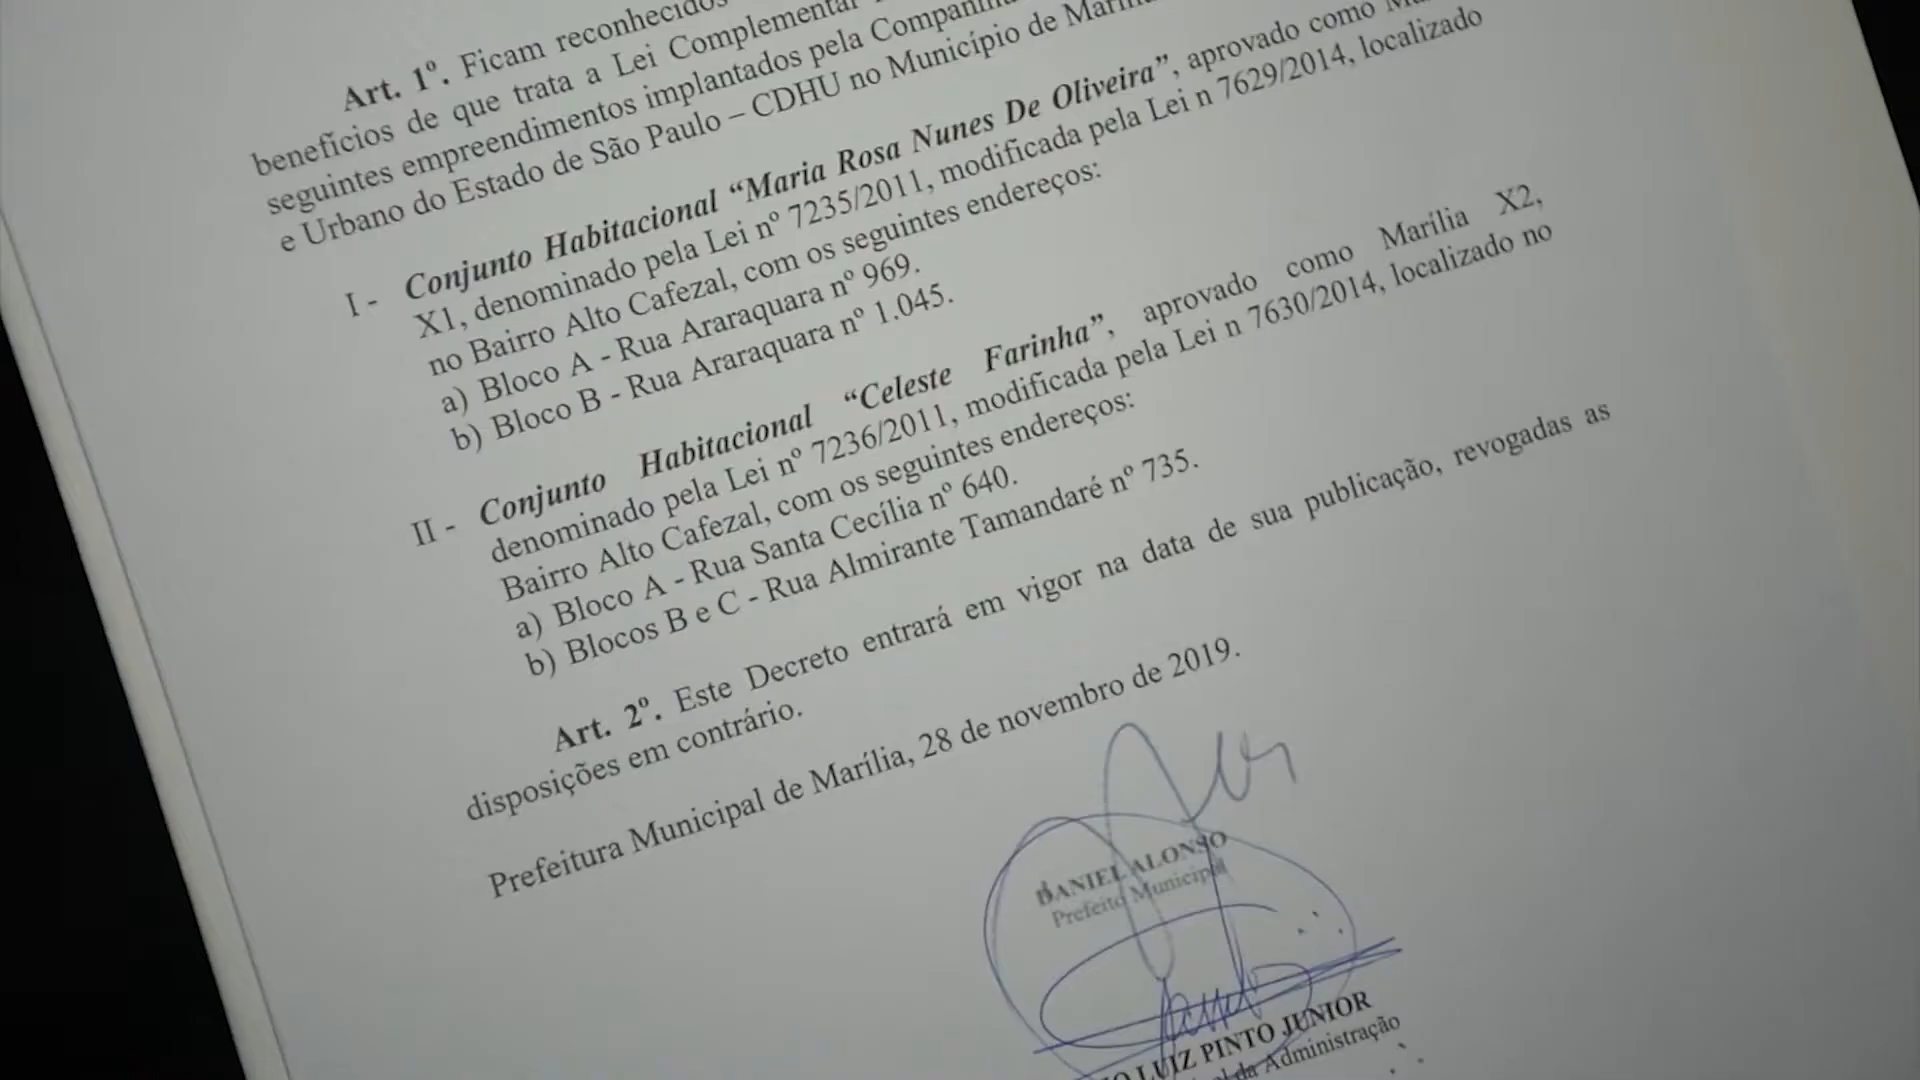 Art. 1º. Ficam reconhecidos
benefícios de que trata a Lei Complementar
seguintes empreendimentos implantados pela
e Urbano do Estado de São Paulo – CDHU no Município de
I - Conjunto Habitacional “Maria Rosa Nunes De Oliveira”, aprovado como
X1, denominado pela Lei nº 7235/2011, modificada pela Lei n 7629/2014, localizado
no Bairro Alto Cafezal, com os seguintes endereços:
a) Bloco A - Rua Araraquara nº 969.
b) Bloco B - Rua Araraquara nº 1.045.
II - Conjunto Habitacional “Celeste Farinha”, aprovado como Marília X2,
denominado pela Lei nº 7236/2011, modificada pela Lei n 7630/2014, localizado no
Bairro Alto Cafezal, com os seguintes endereços:
a) Bloco A - Rua Santa Cecília nº 640.
b) Blocos B e C - Rua Almirante Tamandaré nº 735.
Art. 2º. Este Decreto entrará em vigor na data de sua publicação, revogadas as
disposições em contrário.
Prefeitura Municipal de Marília, 28 de novembro de 2019.
DANIEL ALONSO
Prefeito Municipal
LUIZ PINTO JUNIOR
da Administração